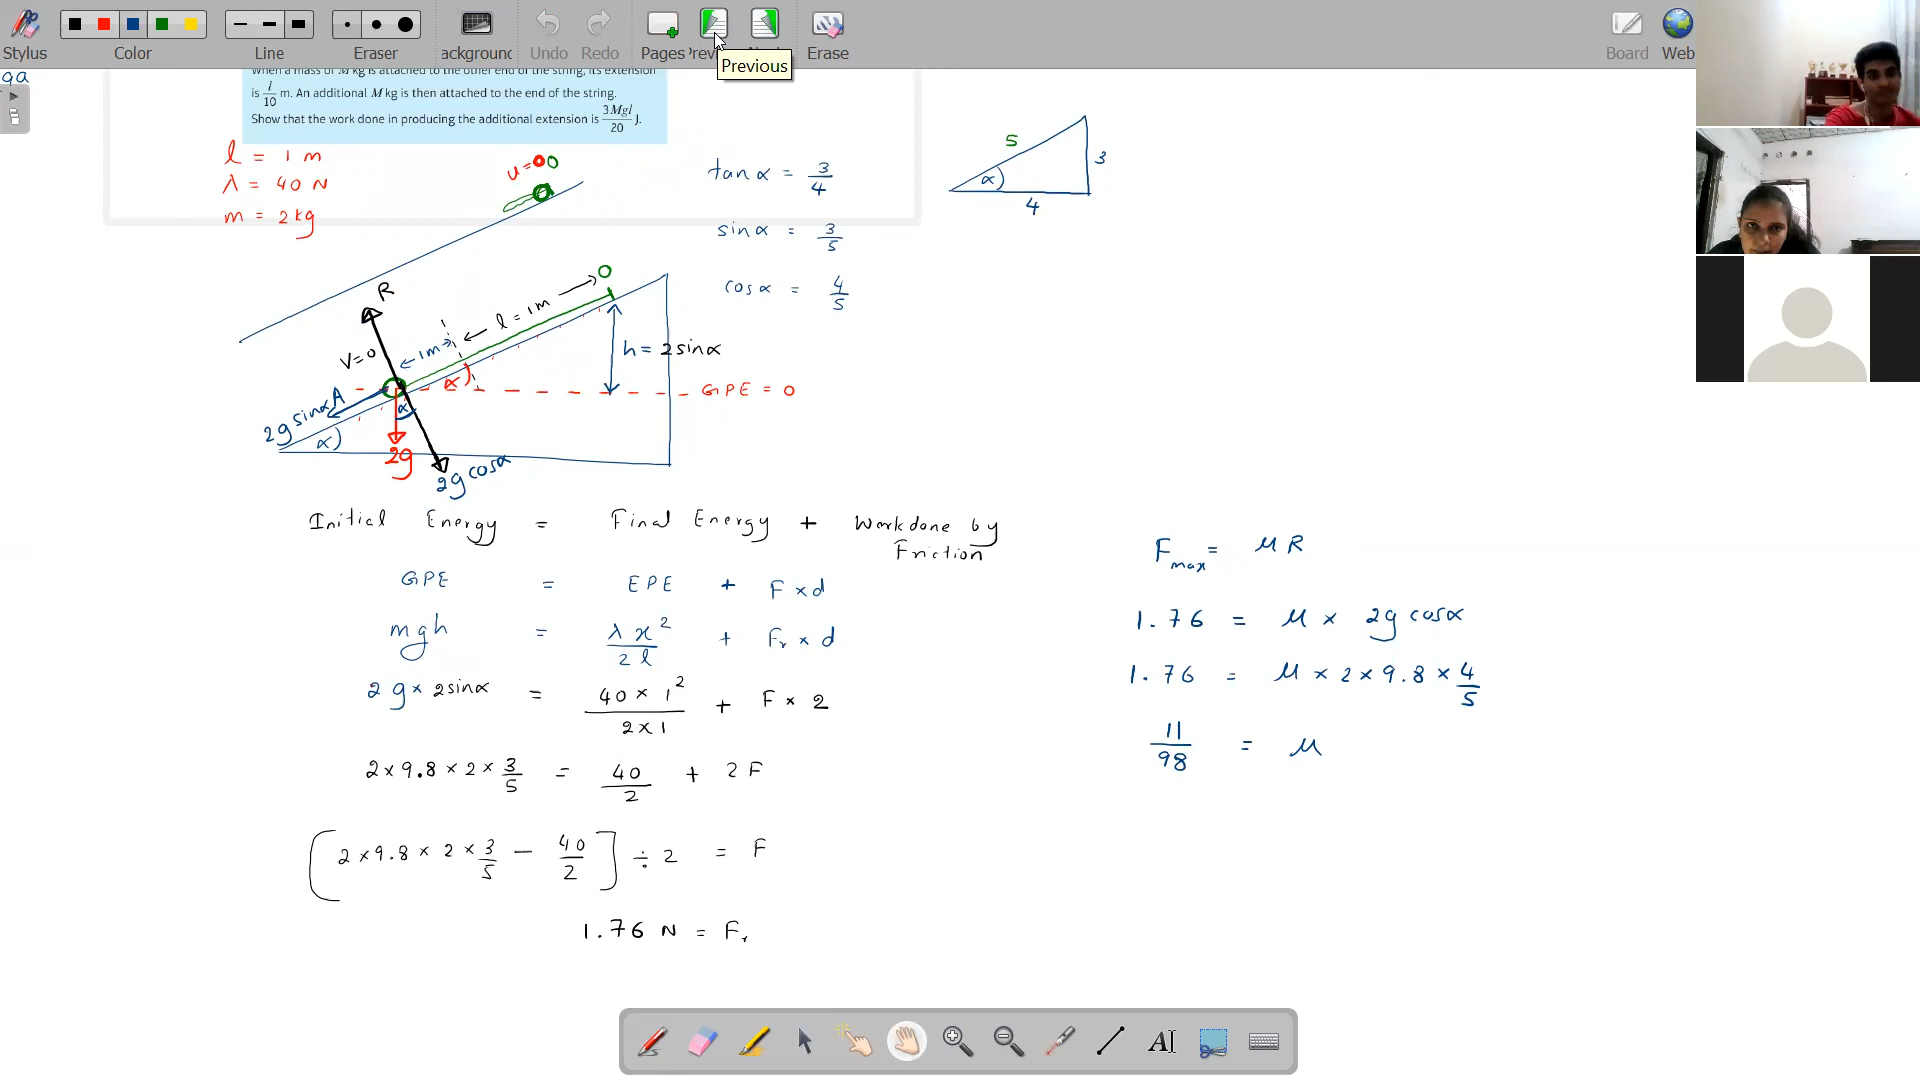 Stylus
Color
Line
Eraser
ackground
Undo
Redo
Pages
Previous
Erase
Board
Web
When a mass of M kg is attached to the other end of the string, its extension
is l/10 m. An additional M kg is then attached to the end of the string.
Show that the work done in producing the additional extension is 3Mgl/20 J.
l = 1 m
λ = 40 N
m = 2 kg
u = 0
tan α = 3/4
sin α = 3/5
cos α = 4/5
5
3
α
4
R
O
l = 1m
1m
V=0
h = 2 sin α
α
GPE = 0
A
2g sin α
α
α
2g
2g cos α
Initial Energy = Final Energy + Workdone by Friction
GPE = EPE + F × d
mgh = λx²/2l + Fr × d
2g × 2sin α = 40 × 1²/2×1 + F × 2
2 × 9.8 × 2 × 3/5 = 40/2 + 2F
[2 × 9.8 × 2 × 3/5 − 40/2] ÷ 2 = F
1.76 N = Fr
Fmax = μR
1.76 = μ × 2g cos α
1.76 = μ × 2 × 9.8 × 4/5
11/98 = μ